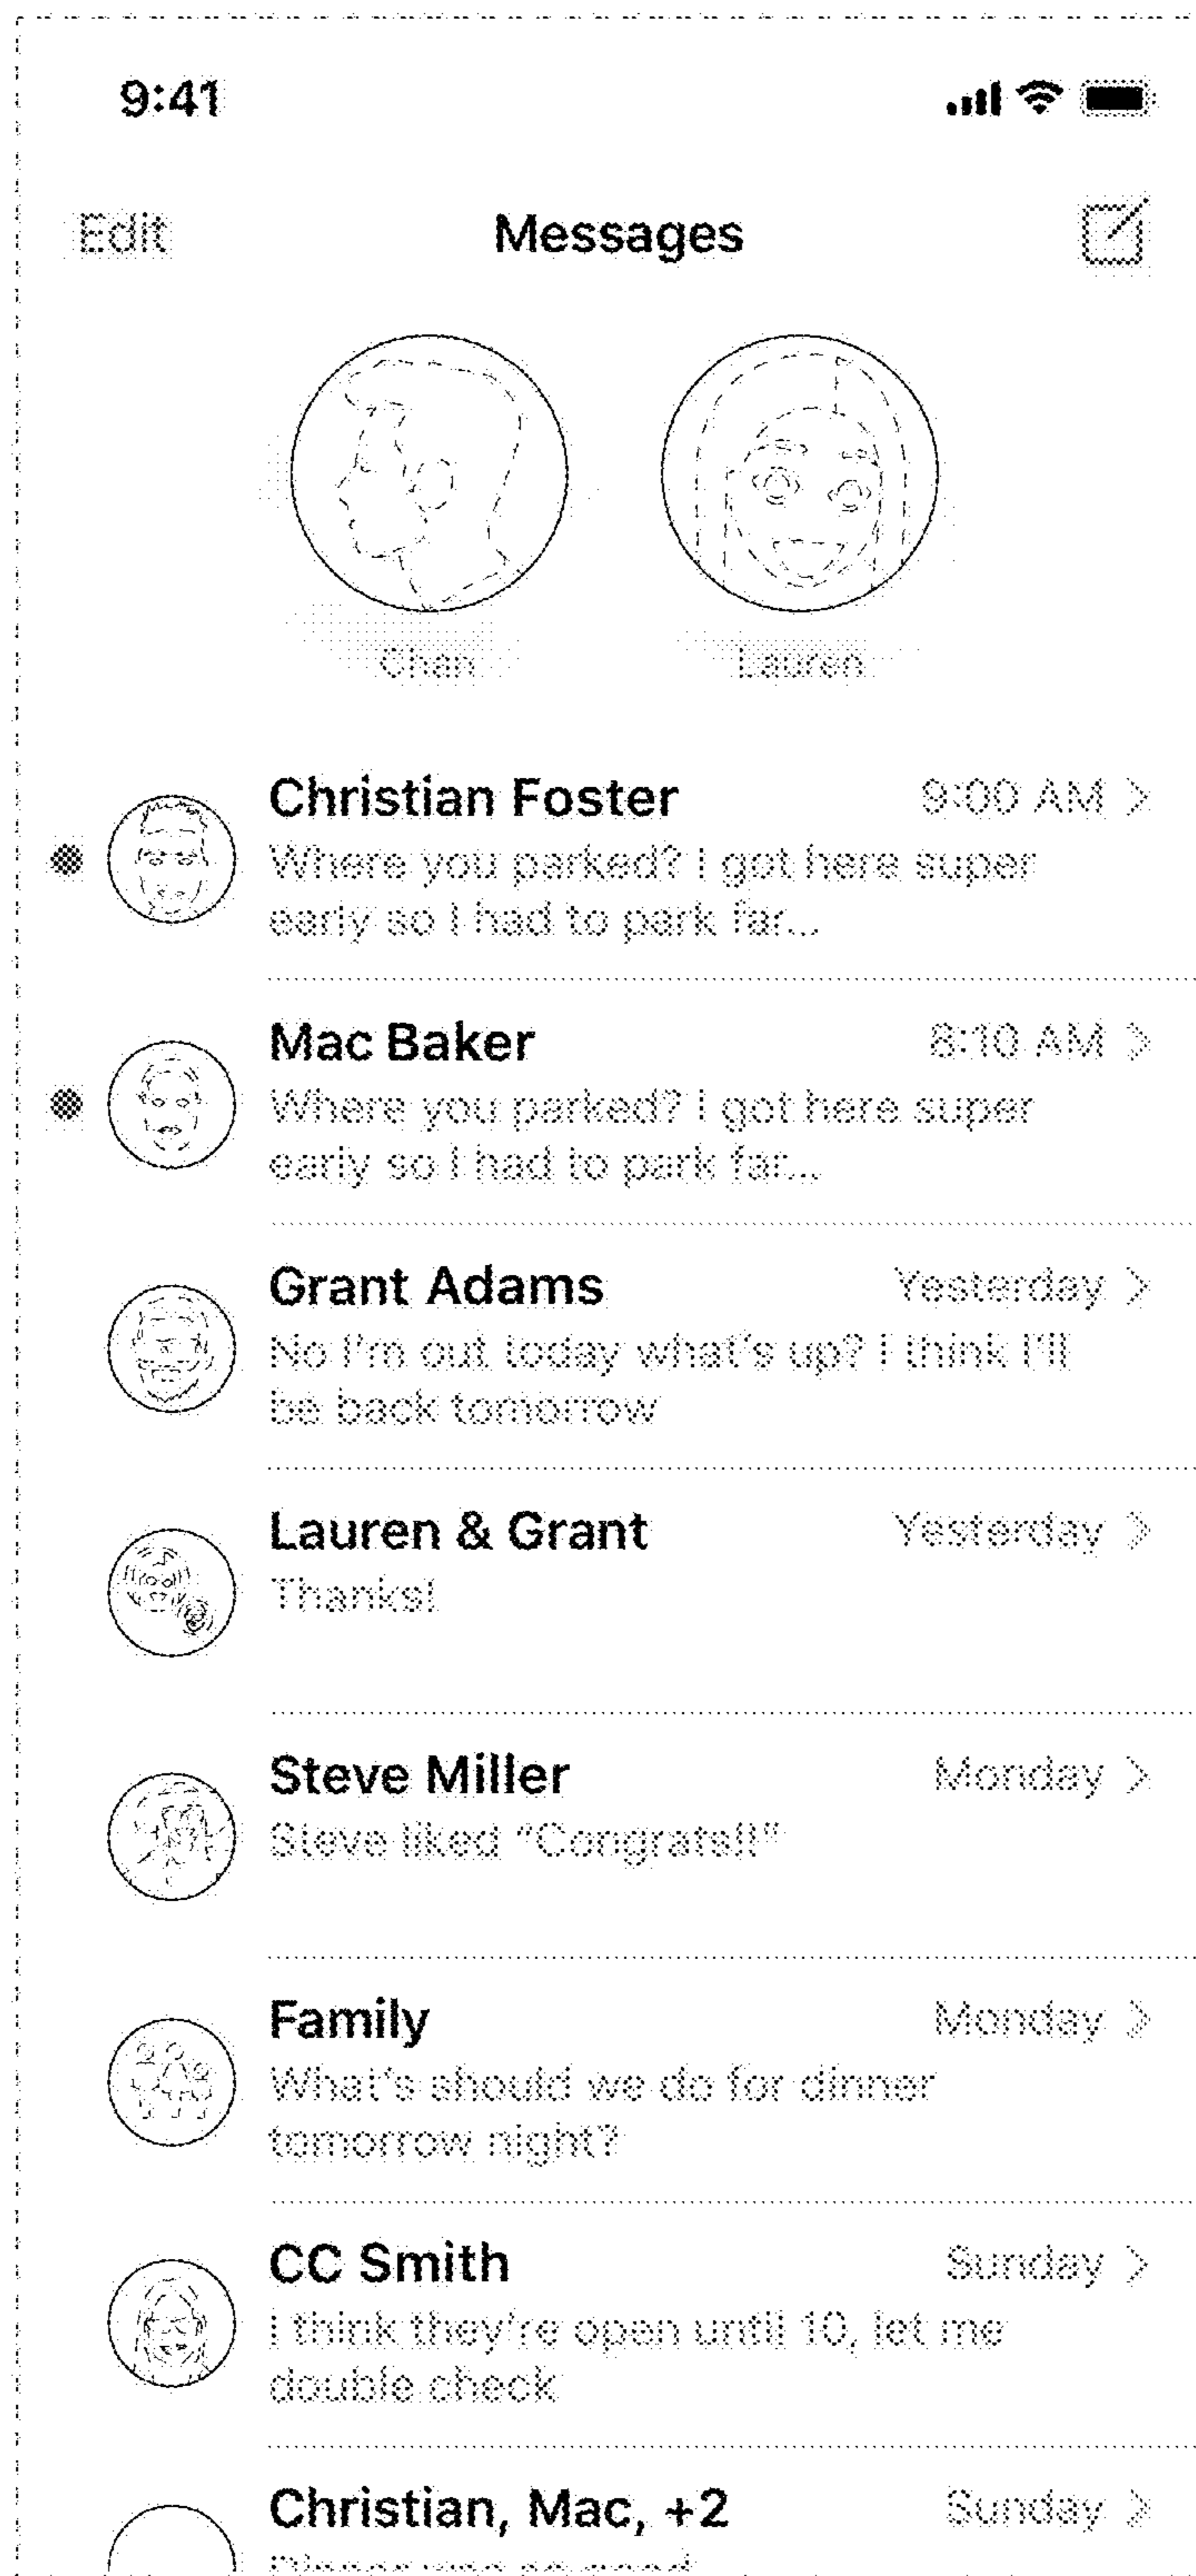 9:41
Edit Messages
Chan Lauren
Christian Foster 9:00 AM
Where you parked? I got here super
early so I had to park far...
Mac Baker 8:10 AM
Where you parked? I got here super
early so I had to park far...
Grant Adams Yesterday
No I'm out today what's up? I think I'll
be back tomorrow
Lauren & Grant Yesterday
Thanks!
Steve Miller Monday
Steve liked “Congrats!!”
Family Monday
What's should we do for dinner
tomorrow night?
CC Smith Sunday
I think they're open until 10, let me
double check
Christian, Mac, +2 Sunday